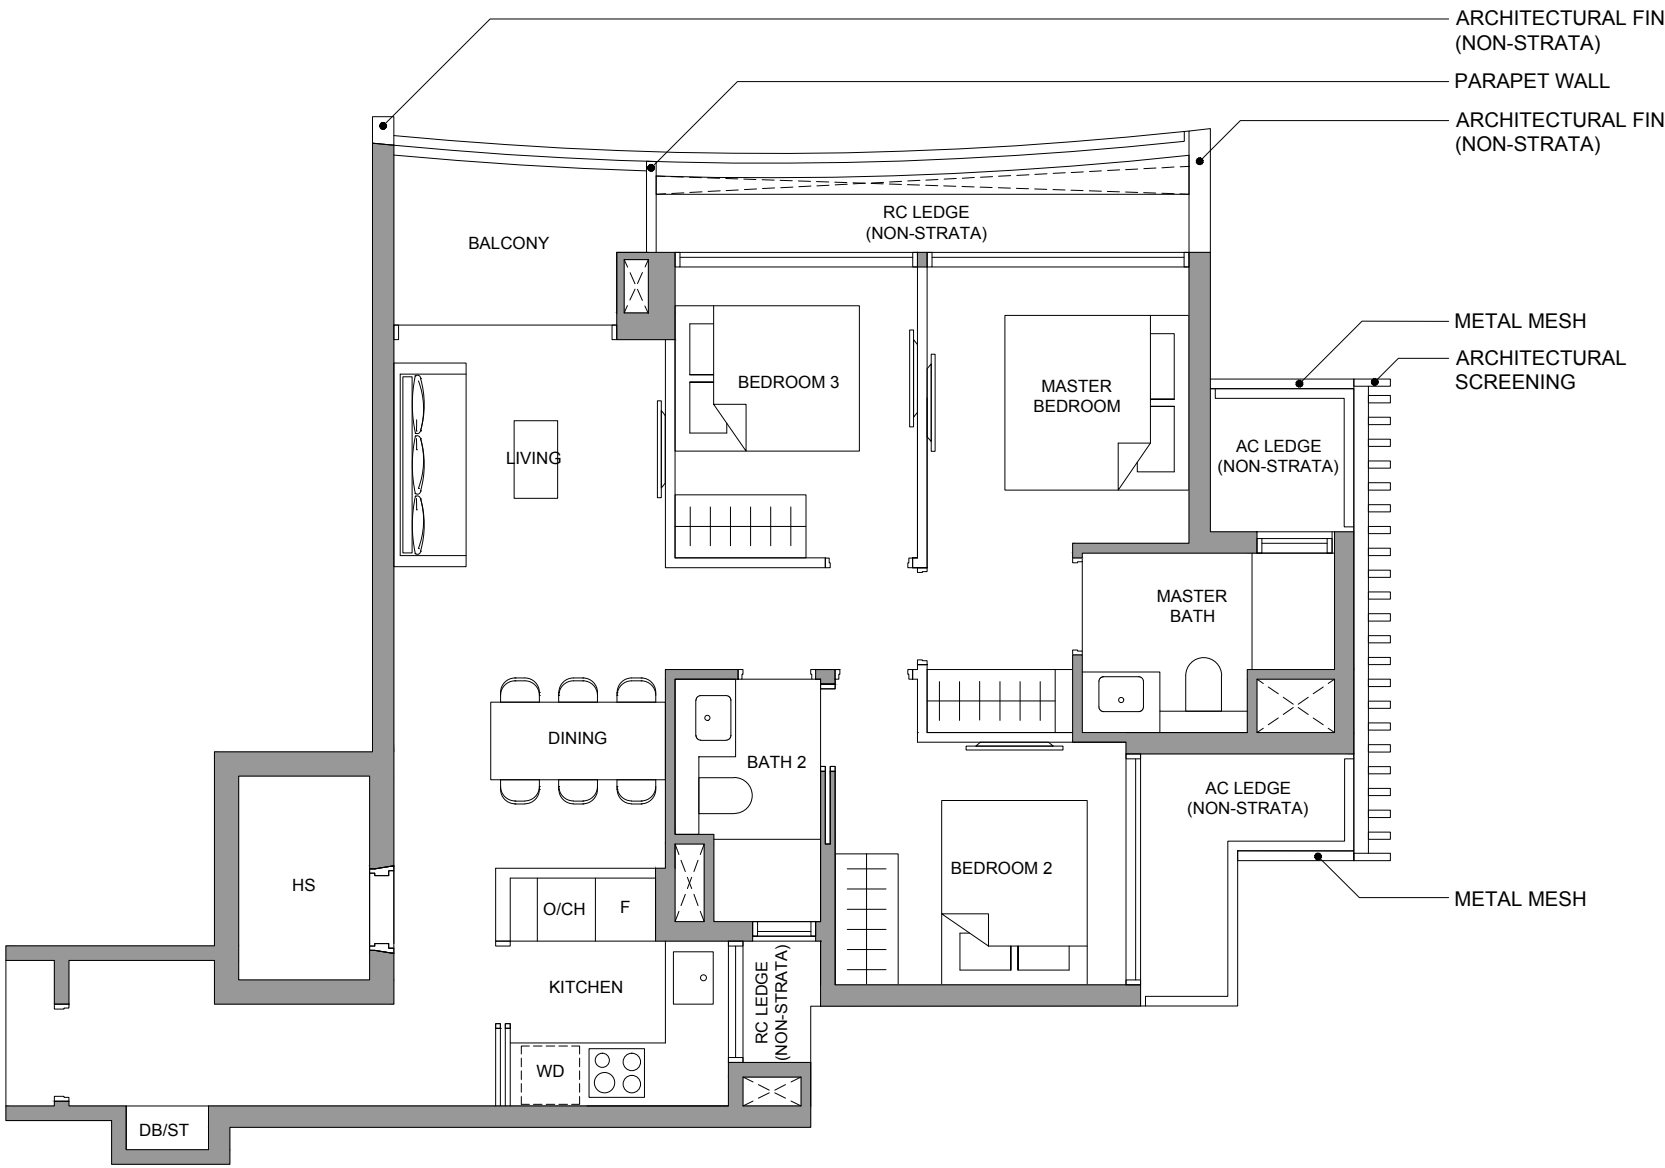 ARCHITECTURAL FIN
(NON-STRATA)
PARAPET WALL
ARCHITECTURAL FIN
(NON-STRATA)
RC LEDGE
(NON-STRATA)
BALCONY
METAL MESH
ARCHITECTURAL
SCREENING
BEDROOM 3
MASTER
BEDROOM
AC LEDGE
(NON-STRATA)
LIVING
MASTER
BATH
DINING
BATH 2
AC LEDGE
(NON-STRATA)
BEDROOM 2
HS
O/CH
F
METAL MESH
KITCHEN
RC LEDGE
(NON-STRATA)
WD
DB/ST